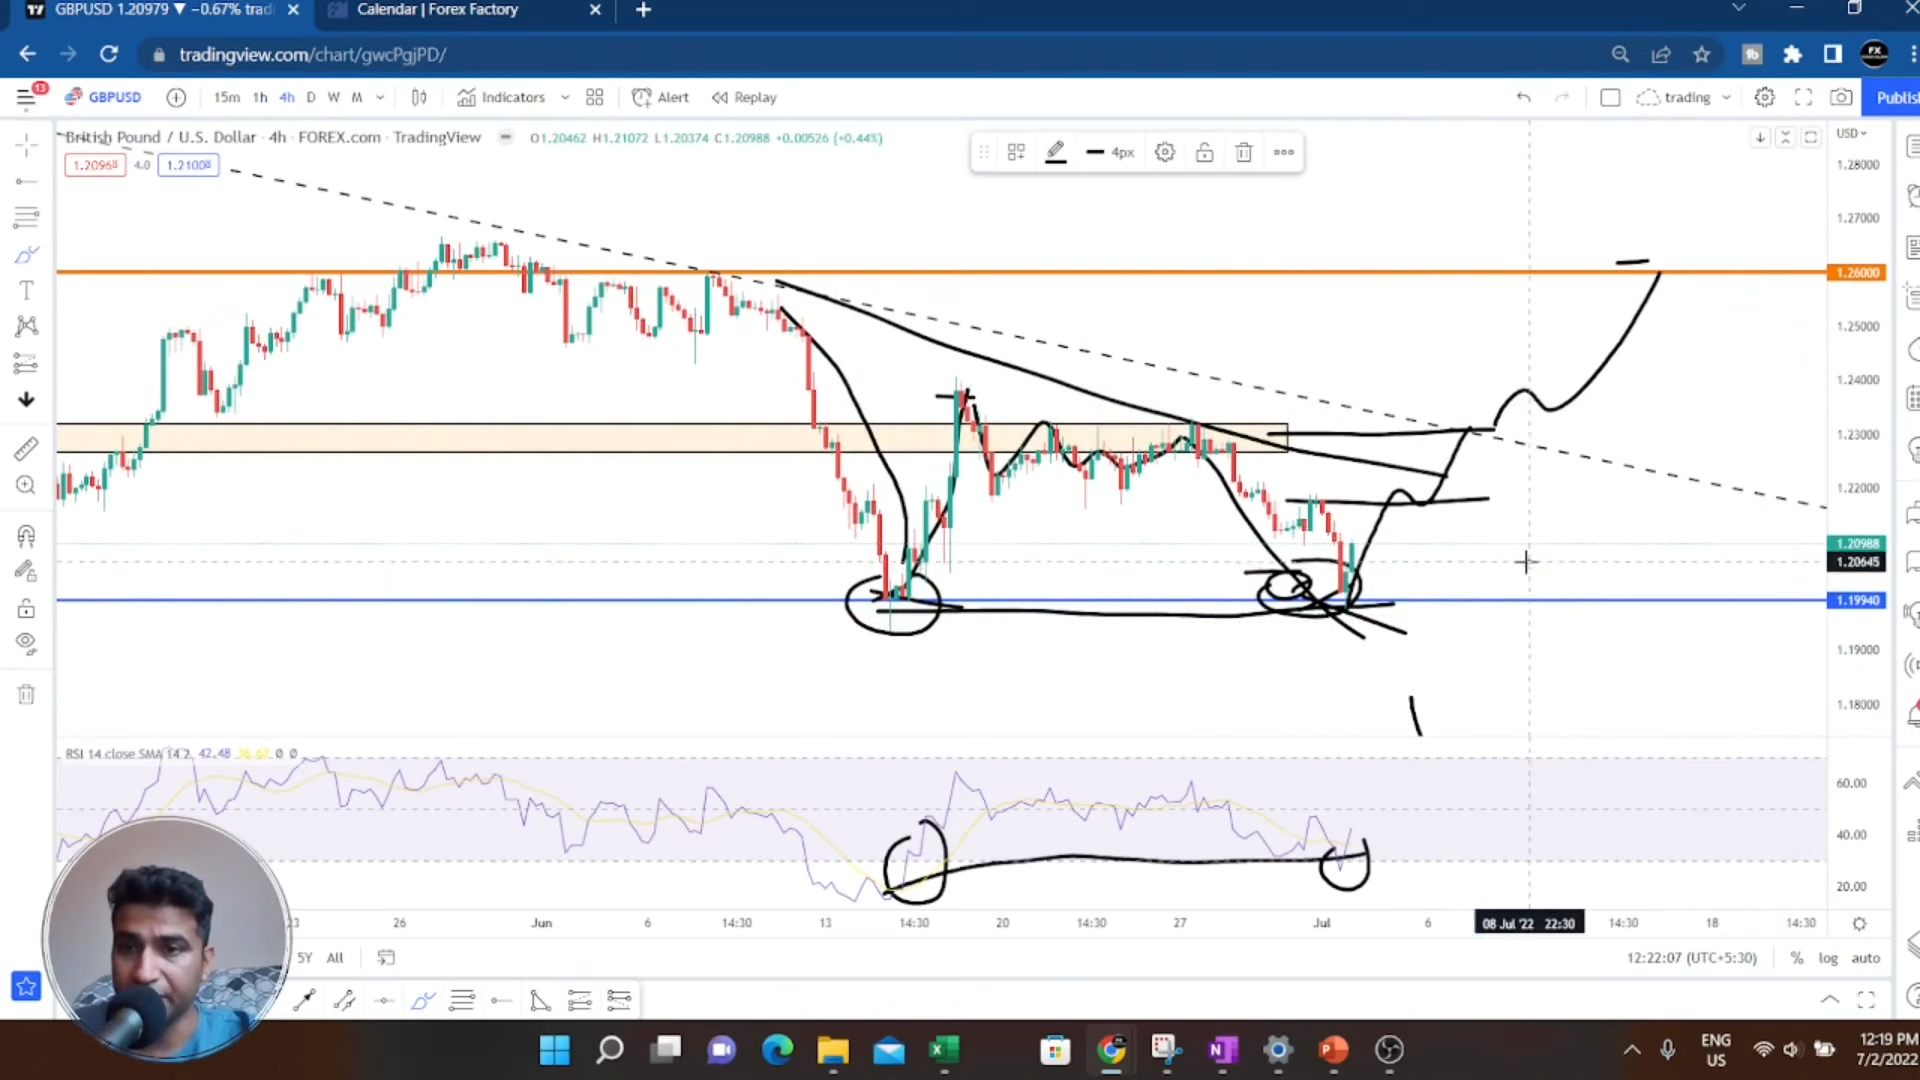 GBPUSD 1.20979 ▼ −0.67% tradi
Calendar | Forex Factory
tradingview.com/chart/gwcPgjPD/
13
GBPUSD 15m 1h 4h D W M Indicators Alert Replay trading Publish
British Pound / U.S. Dollar · 4h · FOREX.com · TradingView O1.20462 H1.21072 L1.20374 C1.20988 +0.00526 (+0.44%)
4px
USD
1.20968 4.0 1.21008
1.28000
1.27000
1.26000
1.25000
1.24000
1.23000
1.22000
1.20988
1.20645
1.19940
1.19000
1.18000
RSI 14 close SMA 14 2 42.48 36.62 0 0
60.00
40.00
20.00
23 26 Jun 6 14:30 13 14:30 20 14:30 27 Jul 6 08 Jul '22 22:30 14:30 18 14:30
5Y All 12:22:07 (UTC+5:30) % log auto
ENG
US
12:19 PM
7/2/2022